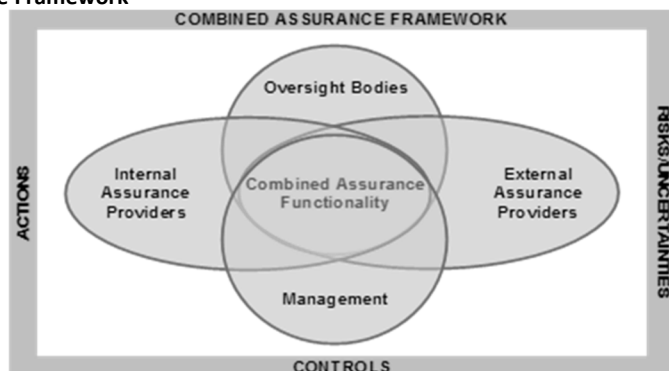 e Framework
COMBINED ASSURANCE FRAMEWORK
Oversight Bodies
Internal
Assurance
Providers
Combined Assurance
Functionality
External
Assurance
Providers
Management
ACTIONS
RISKS/UNCERTAINTIES
CONTROLS